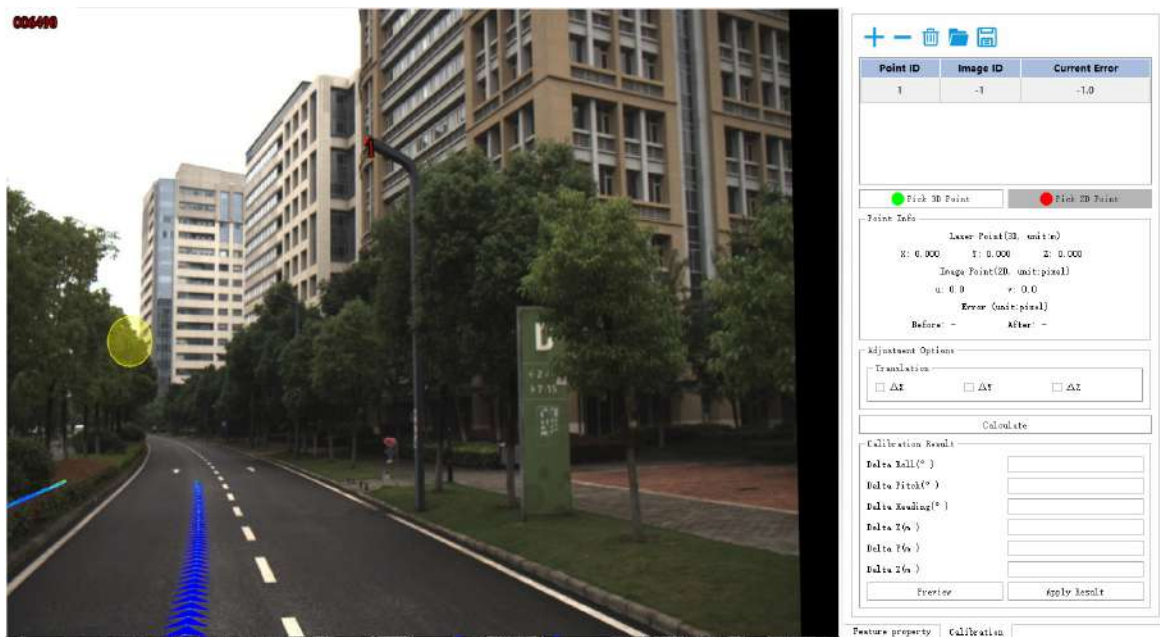 006498
1
Point ID Image ID Current Error
1 -1 -1.0
Pick 3D Point Pick 2D Point
Point Info
Laser Point(3D, unit:m)
X: 0.000 Y: 0.000 Z: 0.000
Image Point(2D, unit:pixel)
u: 0.0 v: 0.0
Error (unit:pixel)
Before: - After: -
Adjustment Options
Translation
ΔX ΔY ΔZ
Calculate
Calibration Result
Delta Roll(° )
Delta Pitch(° )
Delta Heading(° )
Delta X(m )
Delta Y(m )
Delta Z(m )
Preview Apply Result
Feature property Calibration